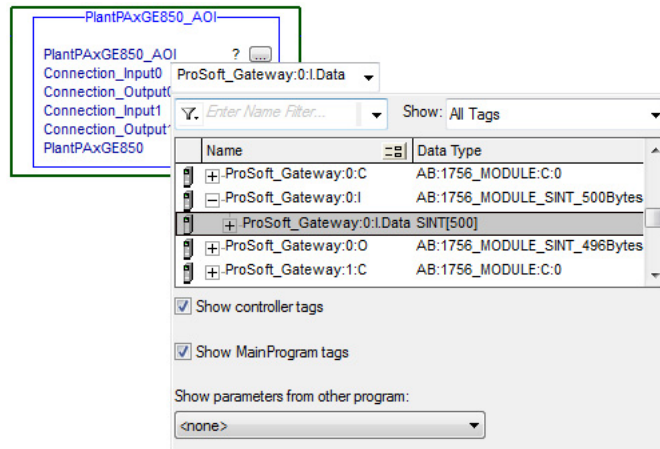 PlantPAxGE850_AOI
PlantPAxGE850_AOI ? ...
Connection_Input0 ProSoft_Gateway:0:I.Data
Connection_Output0
Connection_Input1 Enter Name Filter... Show: All Tags
Connection_Output1
PlantPAxGE850
Name Data Type
ProSoft_Gateway:0:C AB:1756_MODULE:C:0
ProSoft_Gateway:0:I AB:1756_MODULE_SINT_500Bytes
ProSoft_Gateway:0:I.Data SINT[500]
ProSoft_Gateway:0:O AB:1756_MODULE_SINT_496Bytes
ProSoft_Gateway:1:C AB:1756_MODULE:C:0
Show controller tags
Show MainProgram tags
Show parameters from other program:
<none>